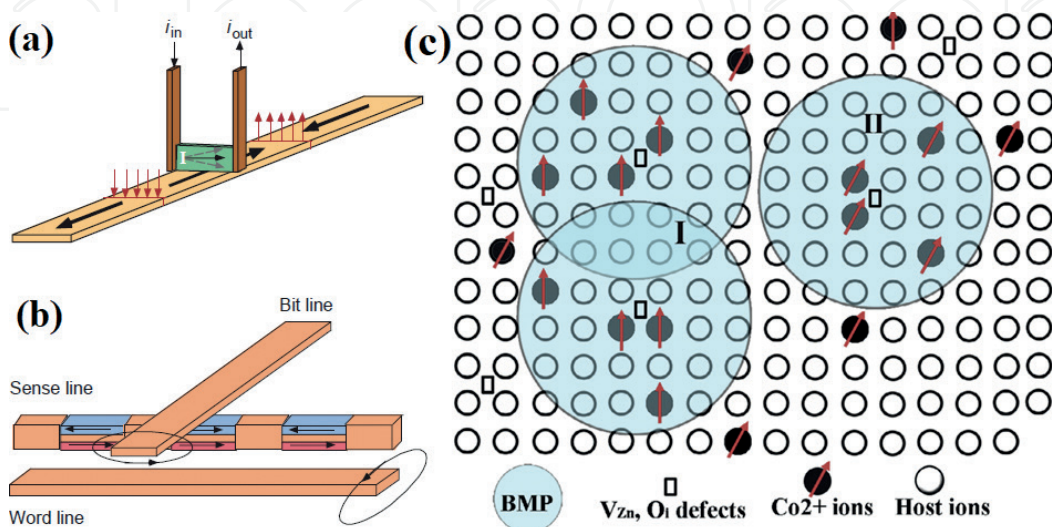 (a)
i_in
i_out
I
(b)
Bit line
Sense line
Word line
(c)
I
II
BMP
V_Zn, O_i defects
Co2+ ions
Host ions